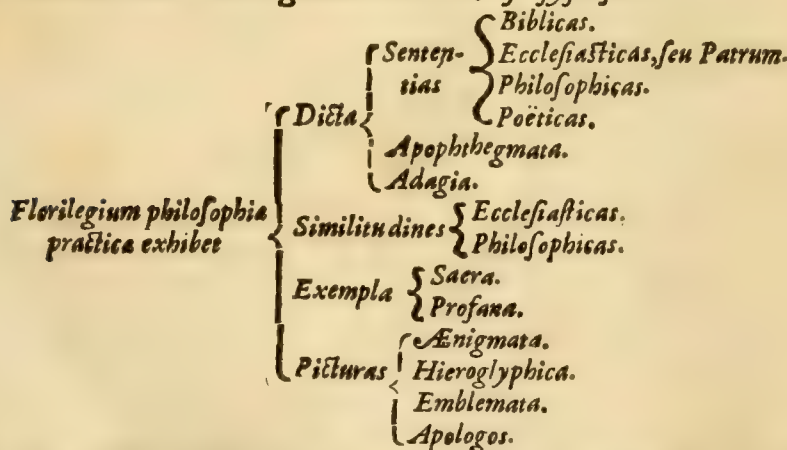 Biblicas.
Senten- Ecclesiasticas, seu Patrum.
tias Philosophicas.
Dicta Poëticas.
Apophthegmata.
Adagia.
Florilegium philosophiæ
practicæ exhibet
Similitudines Ecclesiasticas.
Philosophicas.
Exempla Sacra.
Profana.
Ænigmata.
Picturas Hieroglyphica.
Emblemata.
Apologos.